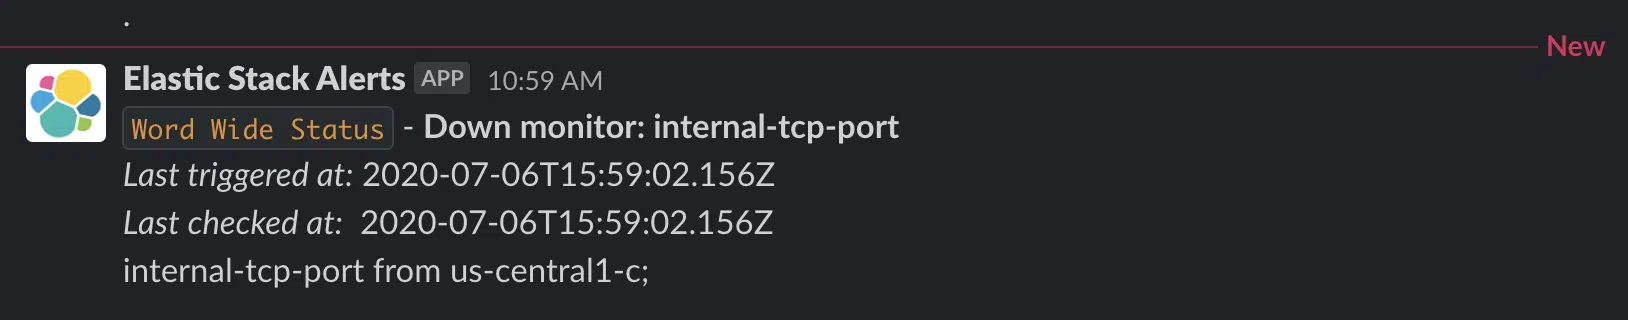 .
New
Elastic Stack Alerts APP 10:59 AM
Word Wide Status - Down monitor: internal-tcp-port
Last triggered at: 2020-07-06T15:59:02.156Z
Last checked at: 2020-07-06T15:59:02.156Z
internal-tcp-port from us-central1-c;